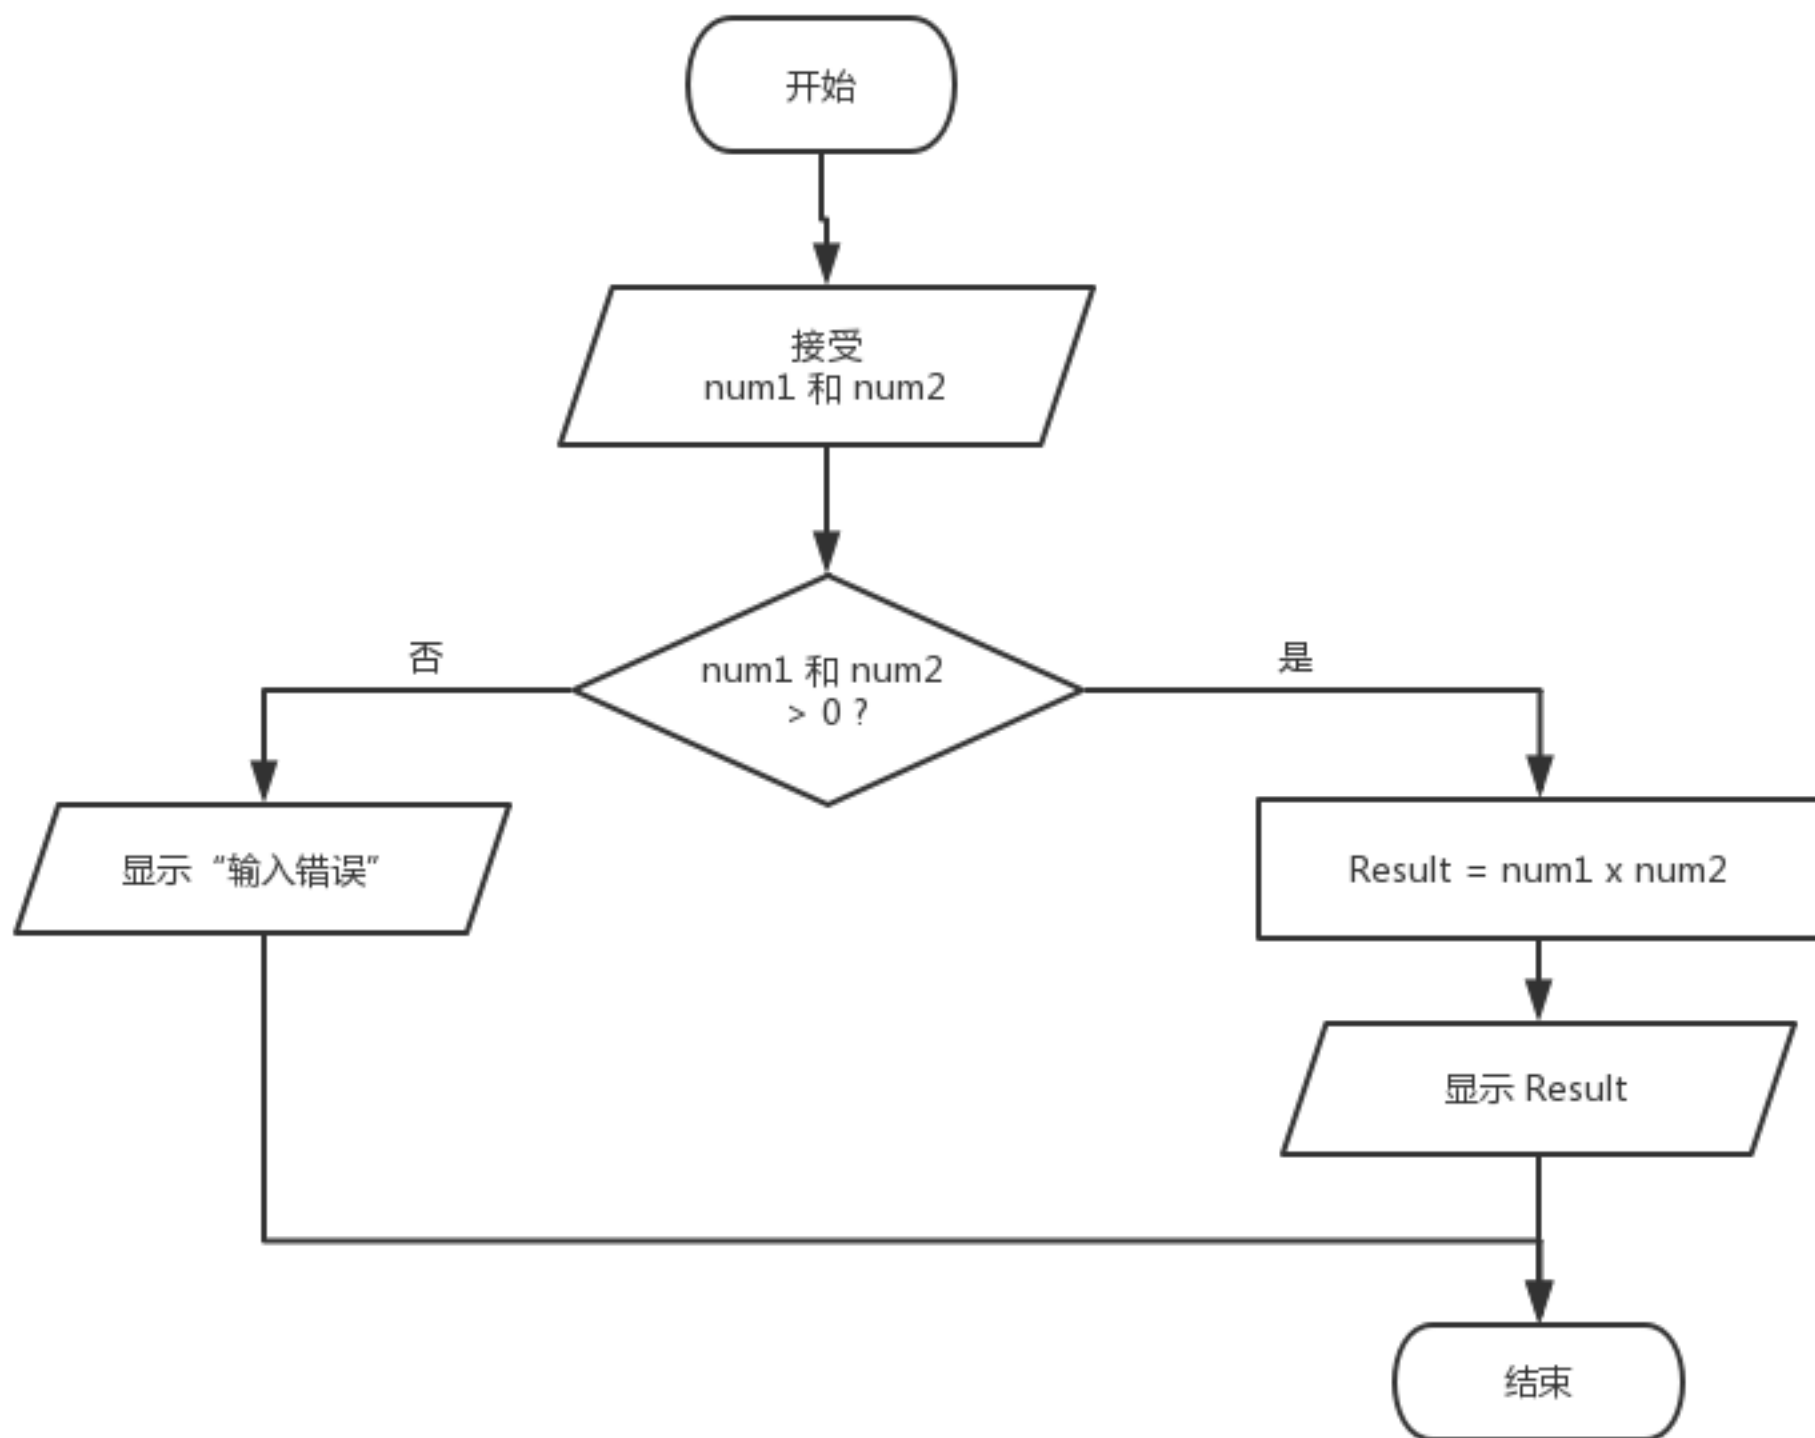 开始
接受
num1 和 num2
否
是
num1 和 num2
> 0 ?
显示“输入错误”
Result = num1 x num2
显示 Result
结束